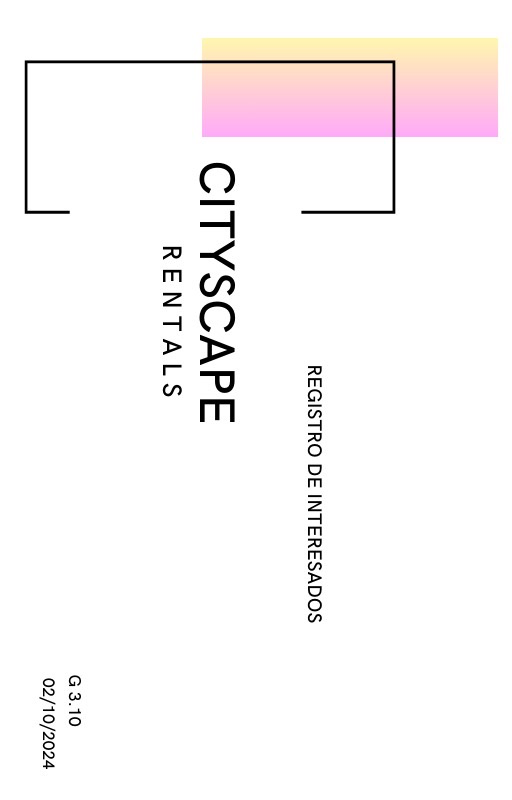 REGISTRO DE INTERESADOS
CITYSCAPE
RENTALS
G 3.10
02/10/2024